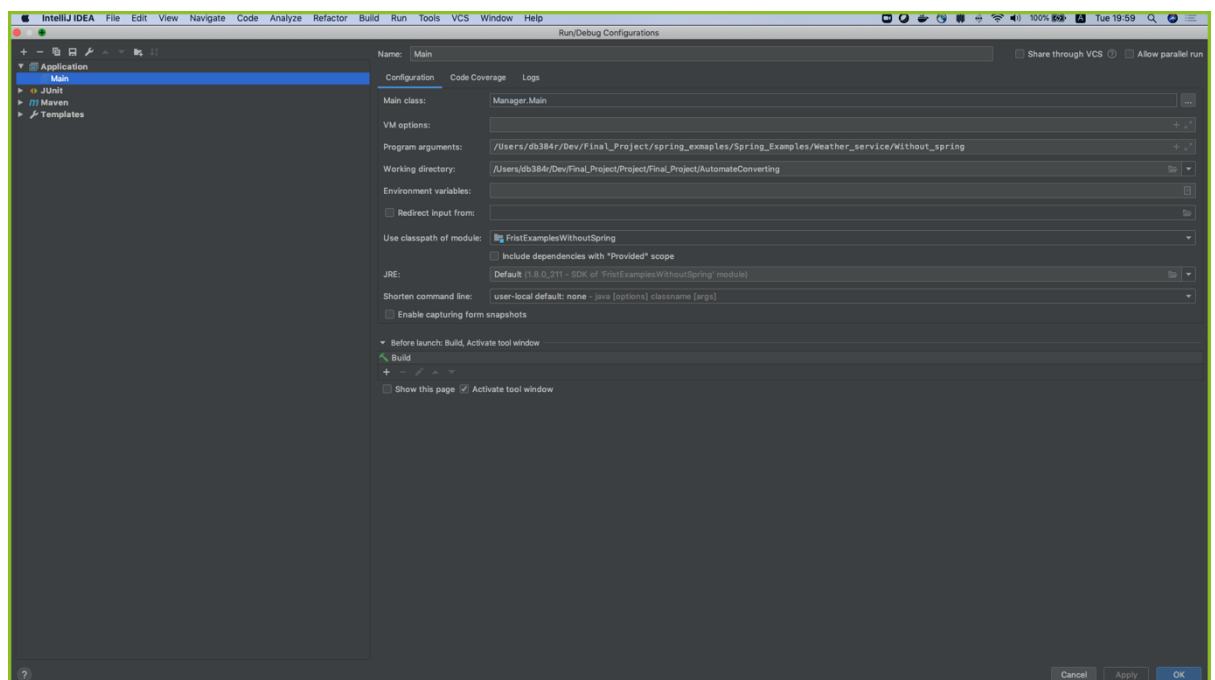 IntelliJ IDEA File Edit View Navigate Code Analyze Refactor Build Run Tools VCS Window Help 100% Tue 19:59
Run/Debug Configurations
Name: Main Share through VCS Allow parallel run
Application
Main
JUnit
Maven
Templates
Configuration Code Coverage Logs
Main class: Manager.Main
VM options:
Program arguments: /Users/db384r/Dev/Final_Project/spring_exmaples/Spring_Examples/Weather_service/Without_spring
Working directory: /Users/db384r/Dev/Final_Project/Project/Final_Project/AutomateConverting
Environment variables:
Redirect input from:
Use classpath of module: FristExamplesWithoutSpring
Include dependencies with "Provided" scope
JRE: Default (1.8.0_211 - SDK of 'FristExamplesWithoutSpring' module)
Shorten command line: user-local default: none - java [options] classname [args]
Enable capturing form snapshots
Before launch: Build, Activate tool window
Build
Show this page Activate tool window
? Cancel Apply OK